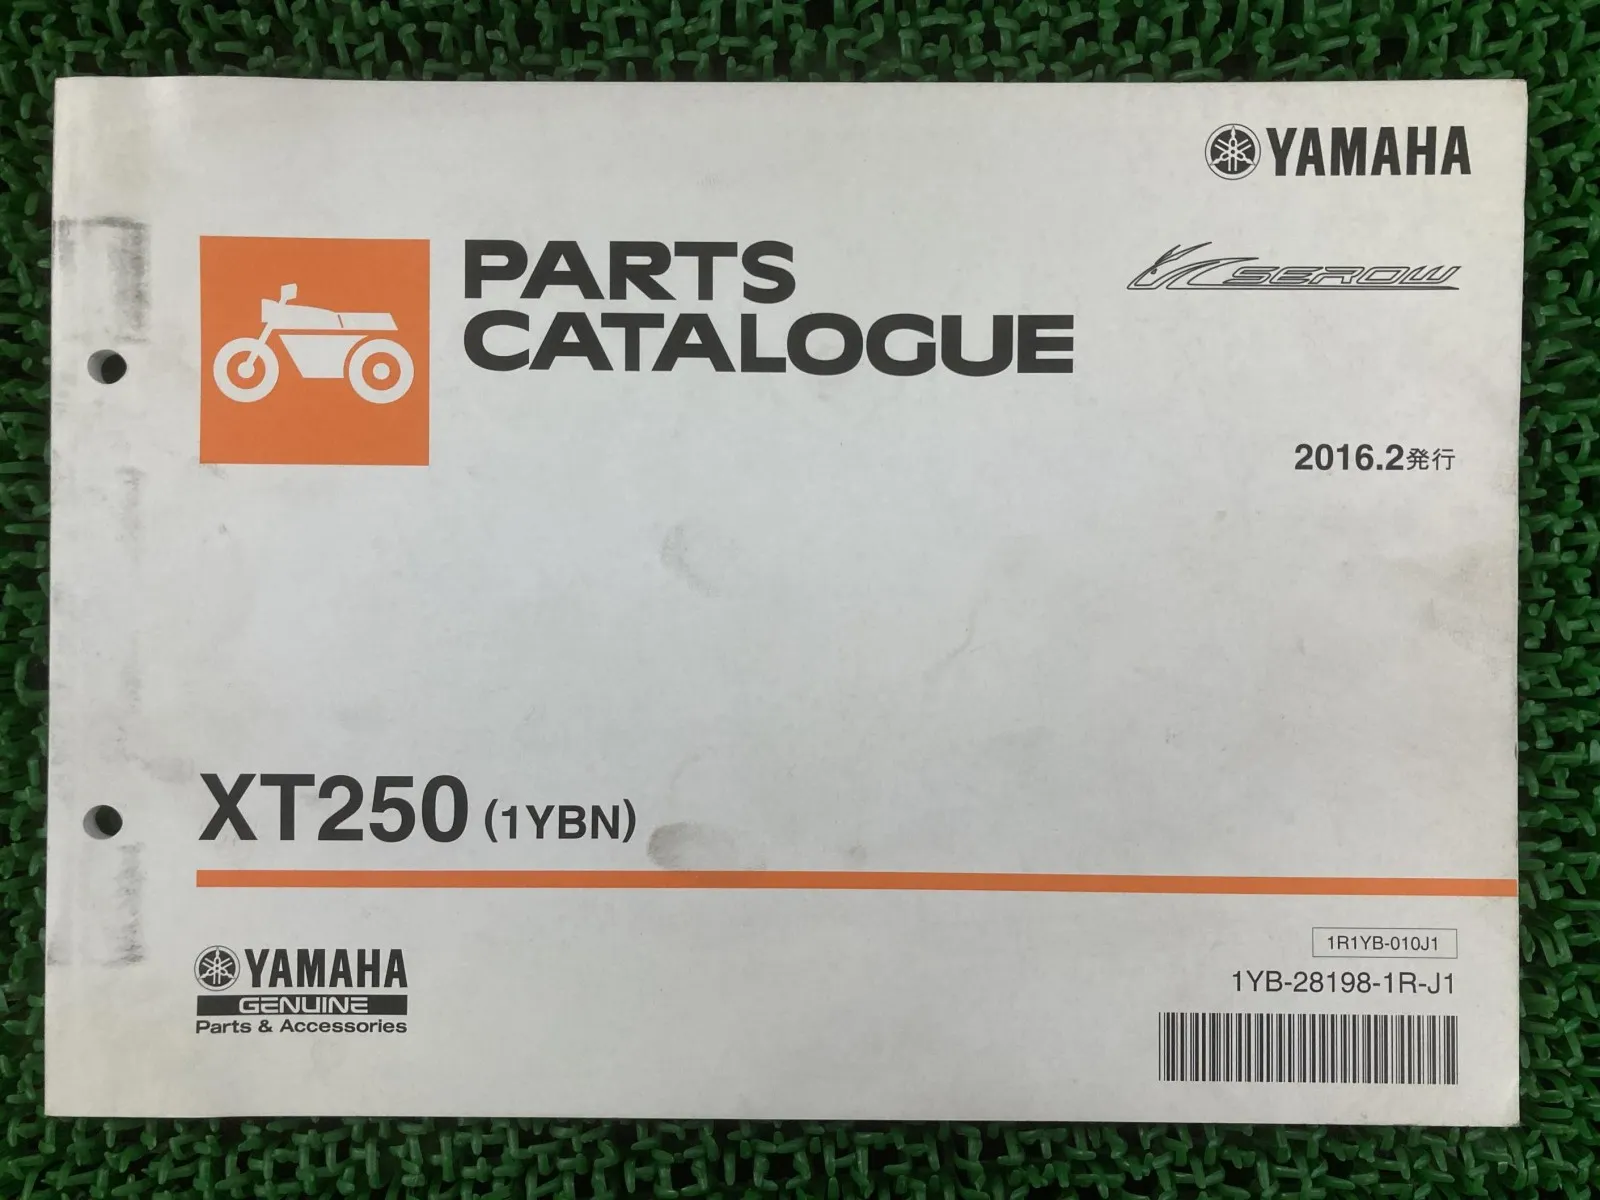 YAMAHA
SEROW
PARTS
CATALOGUE
2016.2発行
XT250 (1YBN)
YAMAHA
GENUINE
Parts & Accessories
1R1YB-010J1
1YB-28198-1R-J1